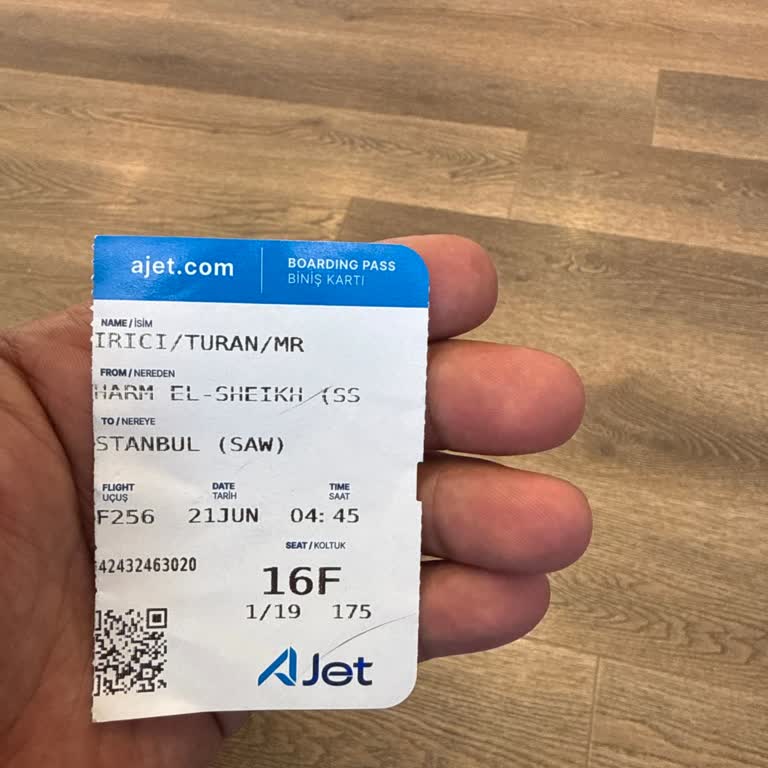 ajet.com
BOARDING PASS
BİNİŞ KARTI
NAME / İSİM
IRICI/TURAN/MR
FROM / NEREDEN
HARM EL-SHEIKH (SS
TO / NEREYE
STANBUL (SAW)
FLIGHT DATE TIME
UÇUŞ TARİH SAAT
F256 21JUN 04:45
SEAT / KOLTUK
42432463020
16F
1/19 175
AJet